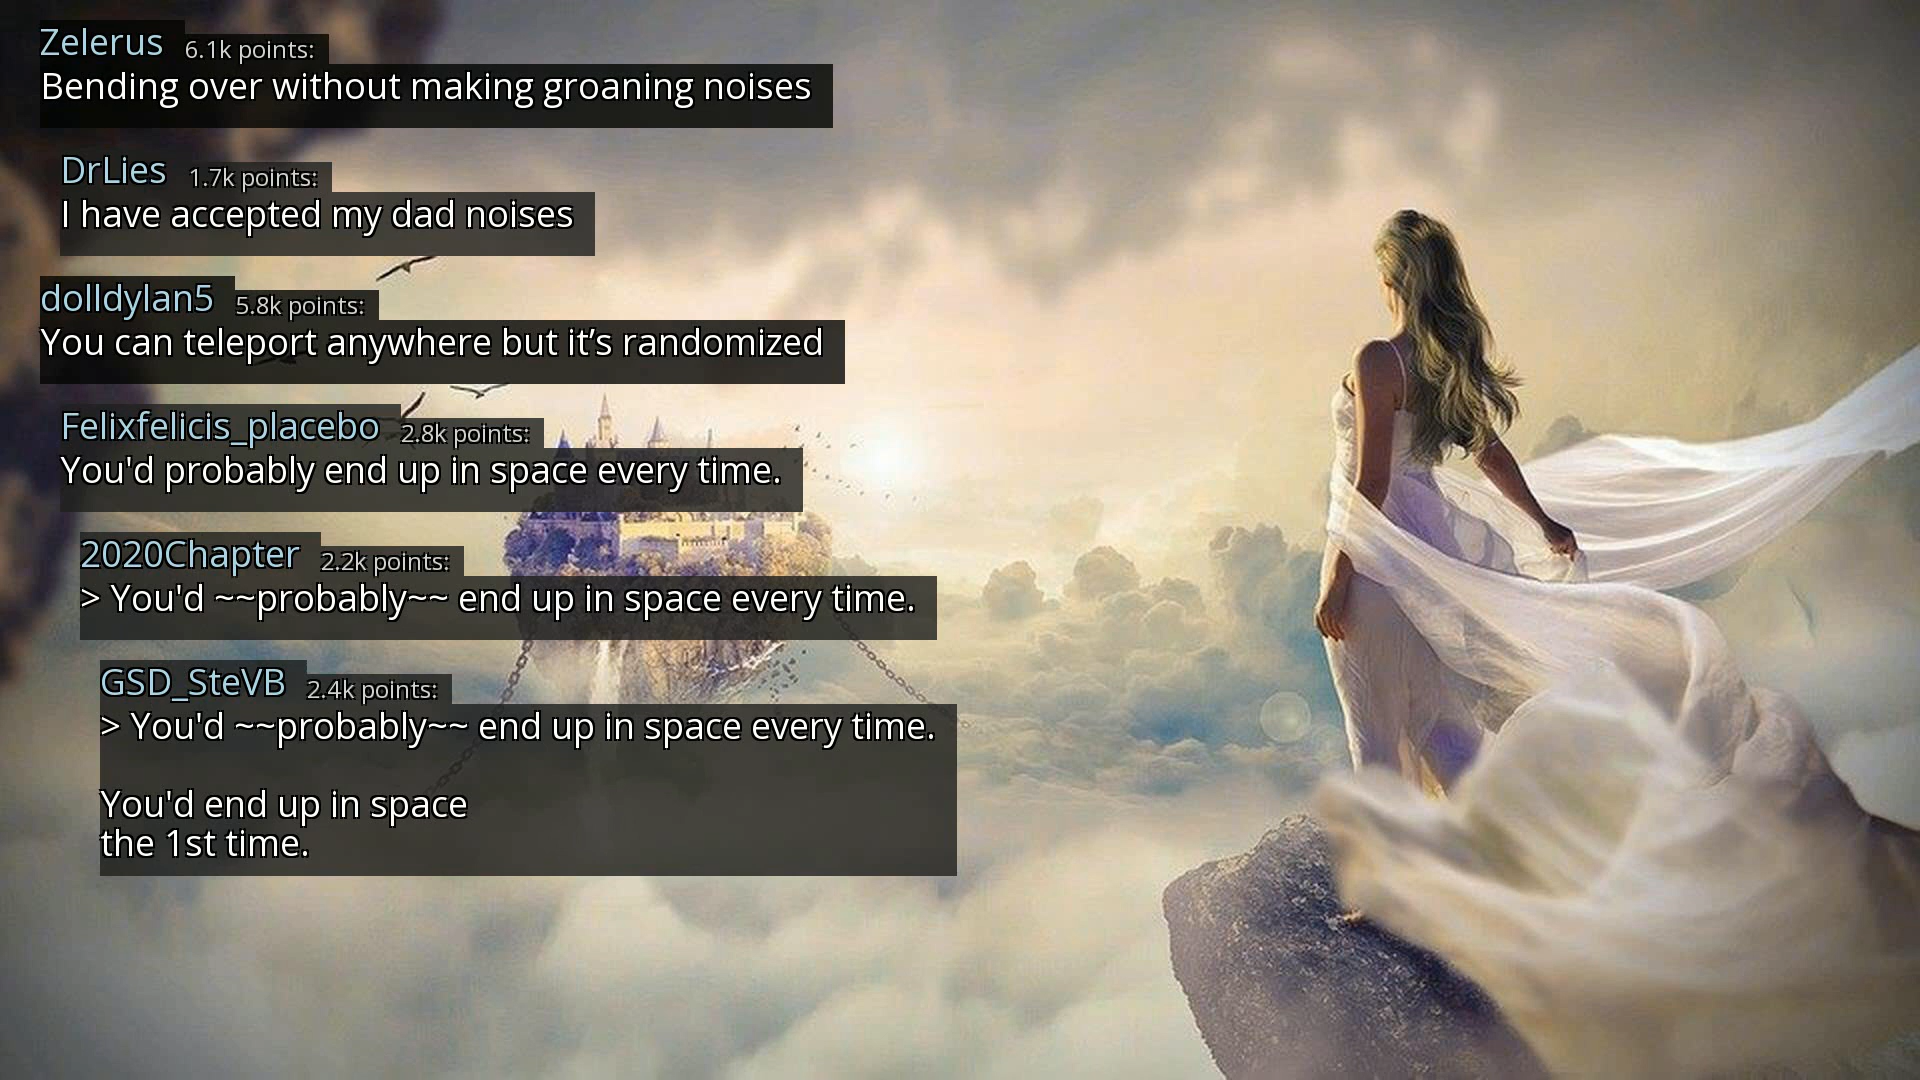 Zelerus 6.1k points:
Bending over without making groaning noises
DrLies 1.7k points:
I have accepted my dad noises
dolldylan5 5.8k points:
You can teleport anywhere but it’s randomized
Felixfelicis_placebo 2.8k points:
You'd probably end up in space every time.
2020Chapter 2.2k points:
> You'd ~~probably~~ end up in space every time.
GSD_SteVB 2.4k points:
> You'd ~~probably~~ end up in space every time.
You'd end up in space
the 1st time.